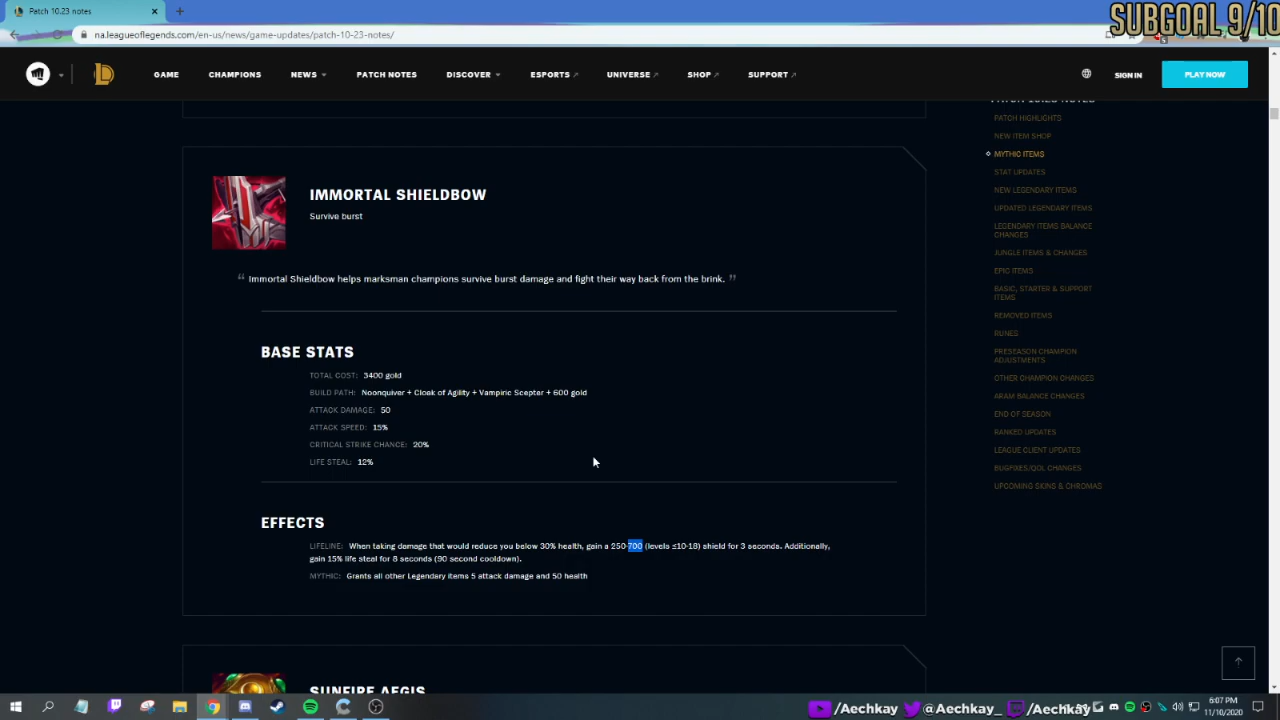 Patch 10.23
SUBGOAL 9/10
na.leagueoflegends.com/en-us/news/game-updates/patch-10-23-notes/
GAME
CHAMPIONS
NEWS
PATCH NOTES
DISCOVER
ESPORTS
UNIVERSE
SHOP
SUPPORT
SIGN IN
PLAY NOW
IMMORTAL SHIELDBOW
Survive burst
“ Immortal Shieldbow helps marksman champions survive burst damage and fight their way back from the brink. ”
BASE STATS
TOTAL COST: 3400 gold
BUILD PATH: Noonquiver + Cloak of Agility + Vampiric Scepter + 600 gold
ATTACK DAMAGE: 50
ATTACK SPEED: 15%
CRITICAL STRIKE CHANCE: 20%
LIFE STEAL: 12%
EFFECTS
LIFELINE: When taking damage that would reduce you below 30% health, gain a 250-700 (levels ≤10-18) shield for 3 seconds. Additionally,
gain 15% life steal for 8 seconds (90 second cooldown).
MYTHIC: Grants all other Legendary items 5 attack damage and 50 health
SUNFIRE AEGIS
PATCH 10.23 NOTES
PATCH HIGHLIGHTS
NEW ITEM SHOP
MYTHIC ITEMS
STAT UPDATES
NEW LEGENDARY ITEMS
UPDATED LEGENDARY ITEMS
LEGENDARY ITEMS BALANCE
CHANGES
JUNGLE ITEMS & CHANGES
EPIC ITEMS
BASIC, STARTER & SUPPORT
ITEMS
REMOVED ITEMS
RUNES
PRESEASON CHAMPION
ADJUSTMENTS
OTHER CHAMPION CHANGES
ARAM BALANCE CHANGES
END OF SEASON
RANKED UPDATES
LEAGUE CLIENT UPDATES
BUGFIXES/QOL CHANGES
UPCOMING SKINS & CHROMAS
/Aechkay
@Aechkay_
/Aechkay
6:07 PM
11/10/2020